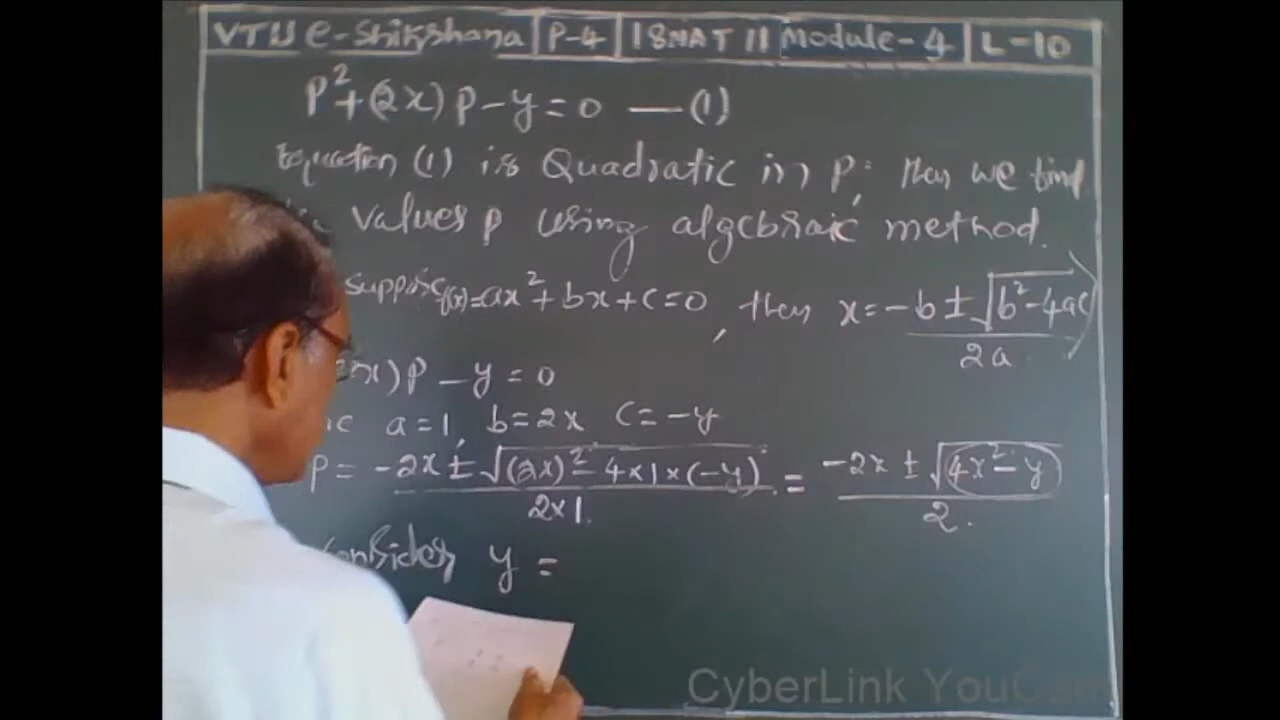 VTU e-Shikshana P-4 18MAT11 Module-4 L-10
P²+(2x)p-y=0 —(1)
Equation (1) is Quadratic in p; then we find
values p using algebraic method.
suppose f(x)=ax²+bx+c=0, then x=-b±√(b²-4ac)/2a
x)p-y=0
a=1, b=2x c=-y
p= -2x±√((2x)²-4×1×(-y))/2×1. = -2x±√(4x²-y)/2.
Consider y=
CyberLink YouCam